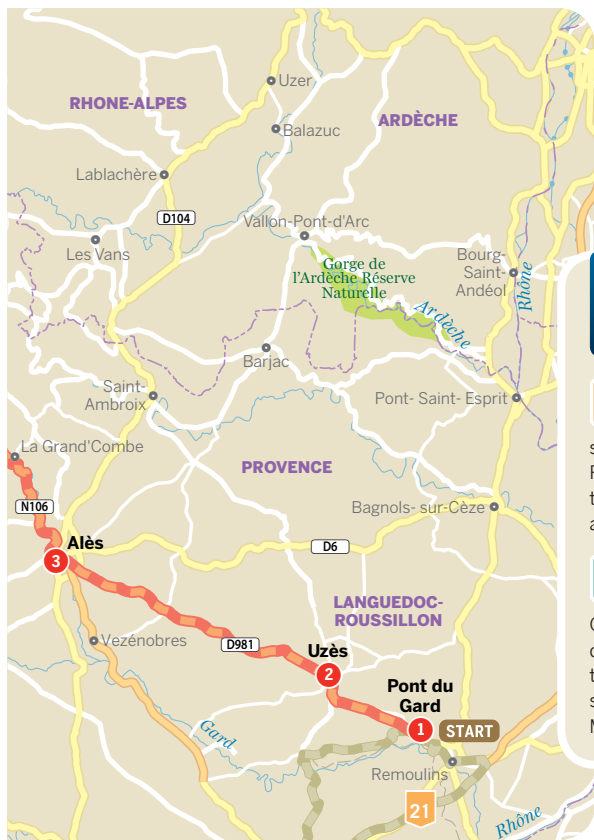 Uzer
RHONE-ALPES
ARDÈCHE
Balazuc
Lablachère
D104
Vallon-Pont-d'Arc
Les Vans
Gorge de
l'Ardèche Réserve
Naturelle
Bourg-
Saint-
Andéol
Rhône
Ardèche
Barjac
Saint-
Ambroix
Pont- Saint- Esprit
La Grand'Combe
PROVENCE
N106
Bagnols- sur-Cèze
Alès
3
D6
LANGUEDOC-
ROUSSILLON
Vezénobres
D981
Uzès
2
Pont du
Gard
1
START
Gard
Remoulins
21
Rhône